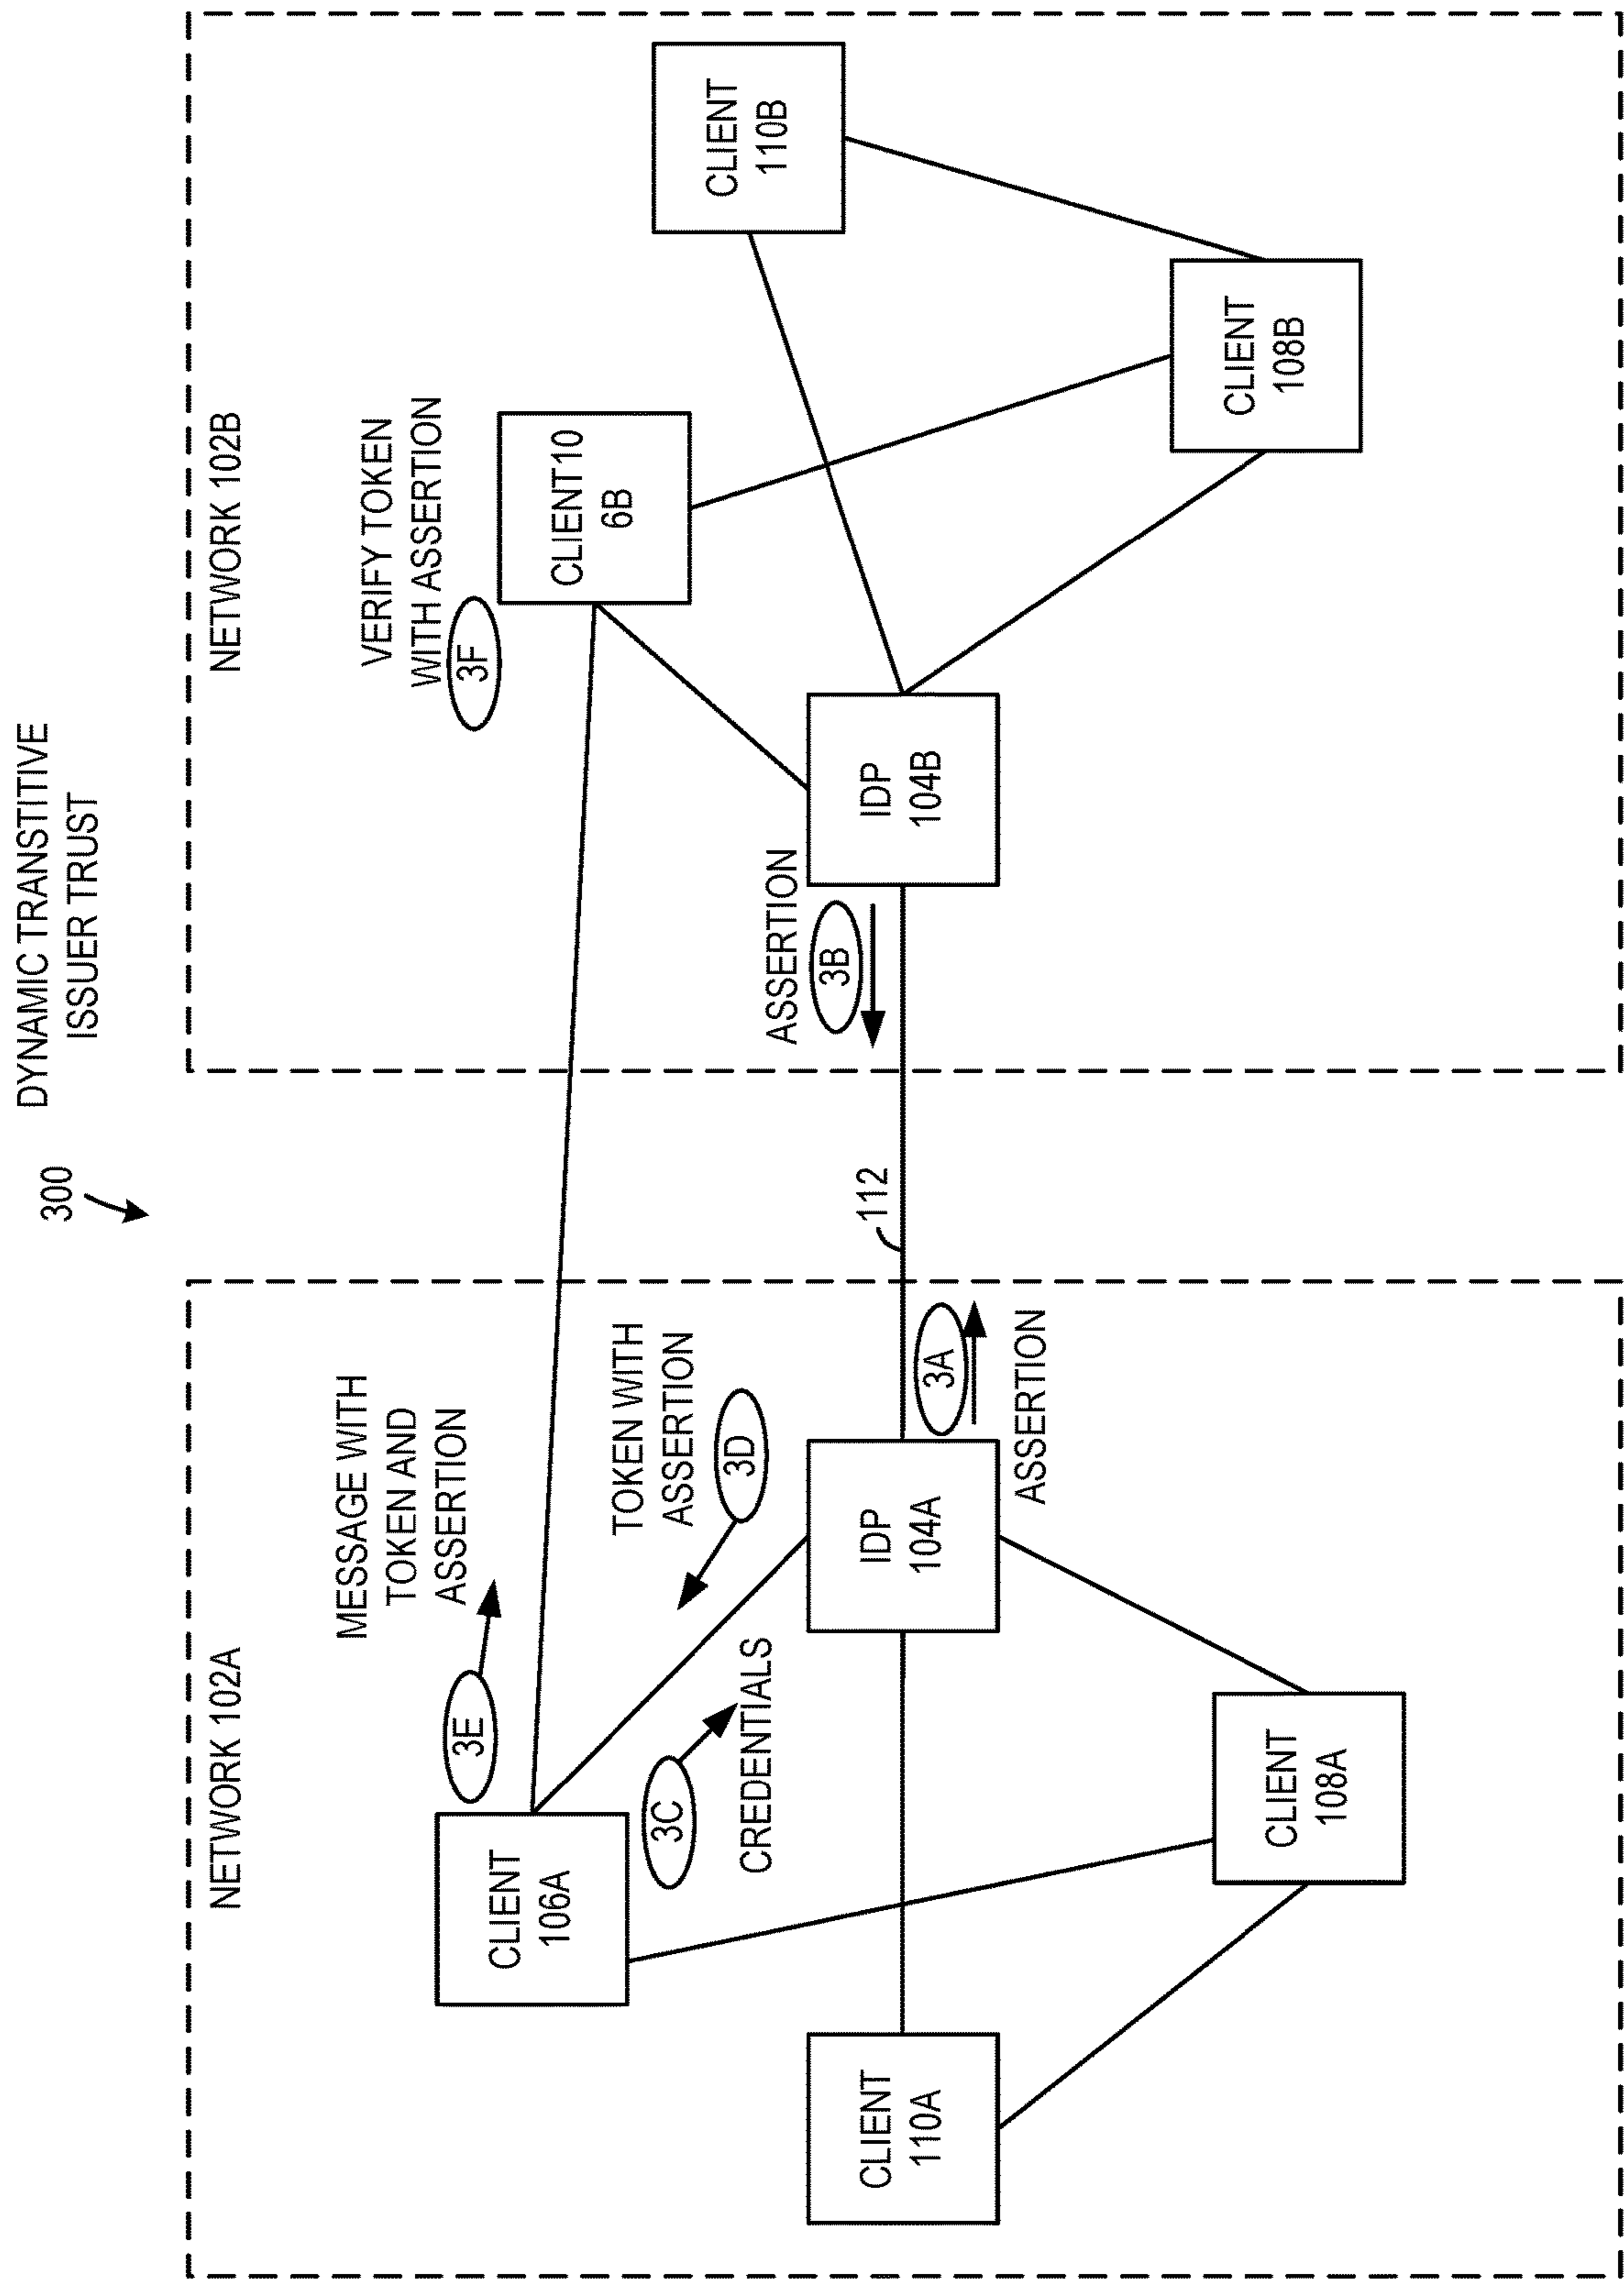 DYNAMIC TRANSTITIVE
ISSUER TRUST
300
NETWORK 102A
MESSAGE WITH
TOKEN AND
ASSERTION
3E
CLIENT
106A
TOKEN WITH
ASSERTION
3D
3C
CREDENTIALS
IDP
104A
3A
ASSERTION
CLIENT
110A
CLIENT
108A
112
NETWORK 102B
VERIFY TOKEN
WITH ASSERTION
3F
CLIENT10
6B
CLIENT
110B
ASSERTION
3B
IDP
104B
CLIENT
108B